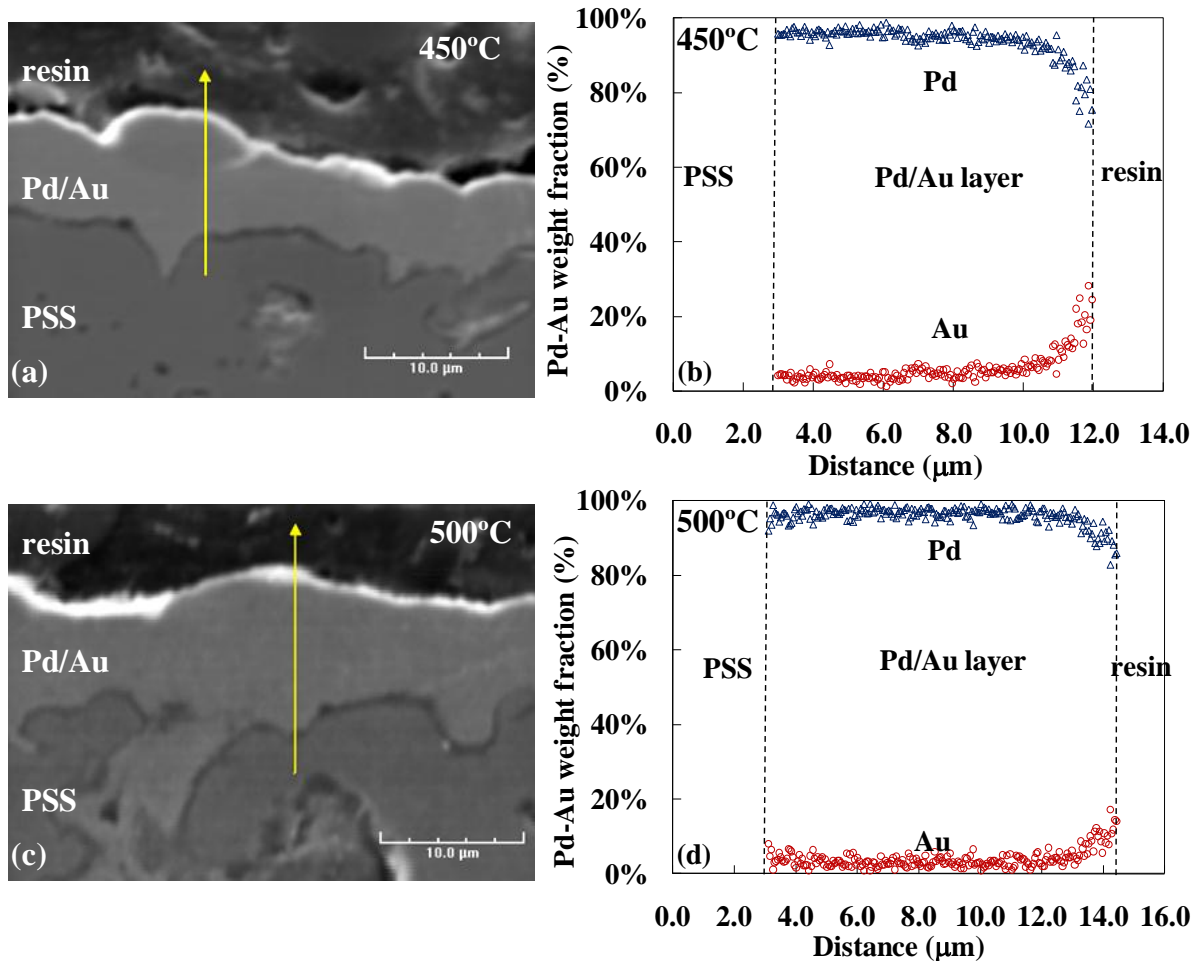 450ºC
resin
Pd/Au
PSS
10.0 µm
(a)
Pd-Au weight fraction (%)
100%
80%
60%
40%
20%
0%
450ºC
Pd
PSS
Pd/Au layer
resin
Au
(b)
0.0 2.0 4.0 6.0 8.0 10.0 12.0 14.0
Distance (µm)
500ºC
resin
Pd/Au
PSS
10.0 µm
(c)
Pd-Au weight fraction (%)
100%
80%
60%
40%
20%
0%
500ºC
Pd
PSS
Pd/Au layer
resin
Au
(d)
0.0 2.0 4.0 6.0 8.0 10.0 12.0 14.0 16.0
Distance (µm)